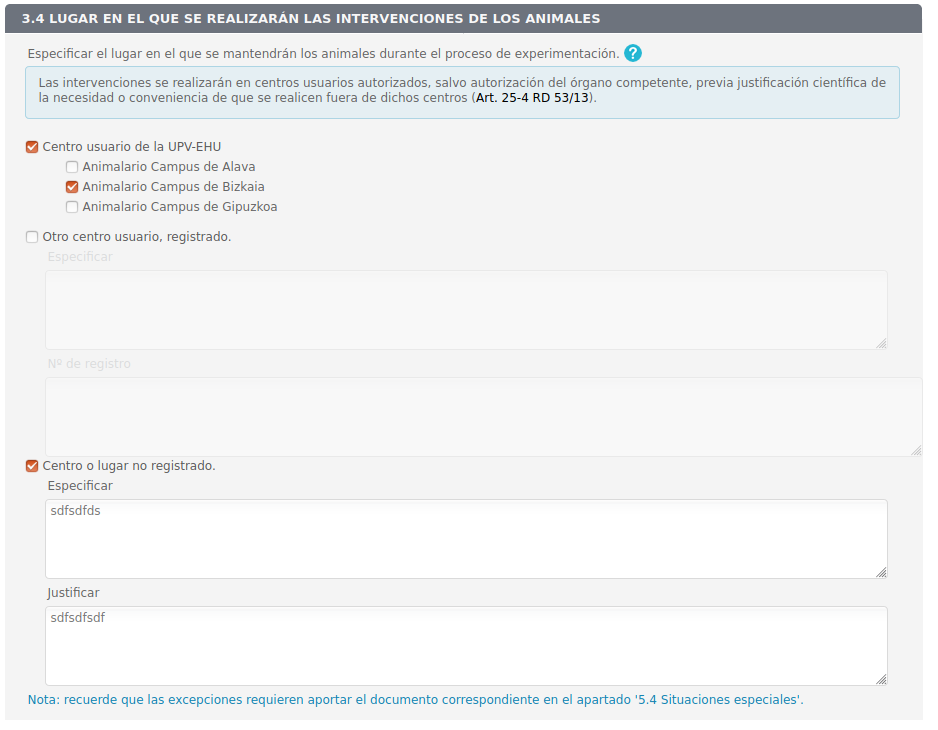 3.4 LUGAR EN EL QUE SE REALIZARÁN LAS INTERVENCIONES DE LOS ANIMALES
Especificar el lugar en el que se mantendrán los animales durante el proceso de experimentación. ?
Las intervenciones se realizarán en centros usuarios autorizados, salvo autorización del órgano competente, previa justificación científica de
la necesidad o conveniencia de que se realicen fuera de dichos centros (Art. 25-4 RD 53/13).
Centro usuario de la UPV-EHU
Animalario Campus de Alava
Animalario Campus de Bizkaia
Animalario Campus de Gipuzkoa
Otro centro usuario, registrado.
Especificar
Nº de registro
Centro o lugar no registrado.
Especificar
sdfsdfds
Justificar
sdfsdfsdf
Nota: recuerde que las excepciones requieren aportar el documento correspondiente en el apartado '5.4 Situaciones especiales'.